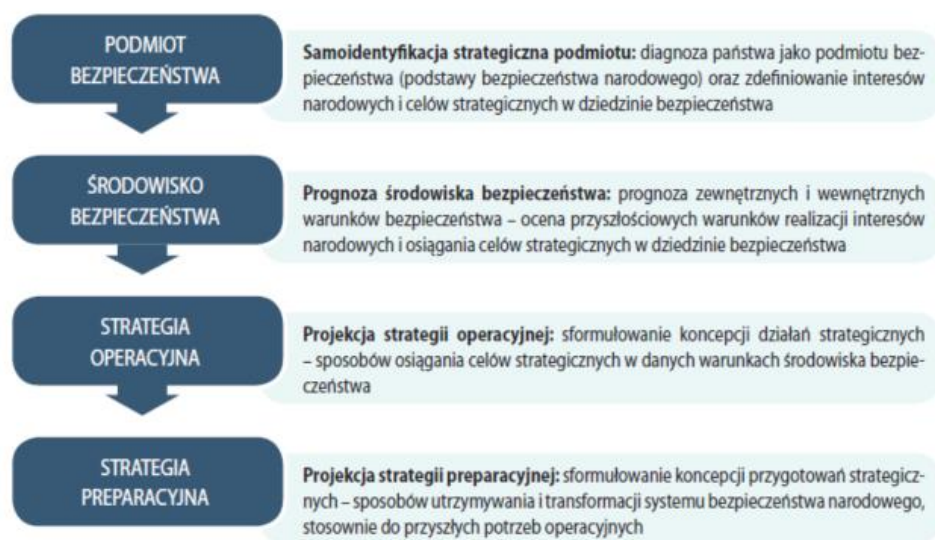 PODMIOT
BEZPIECZEŃSTWA
Samoidentyfikacja strategiczna podmiotu: diagnoza państwa jako podmiotu bez-
pieczeństwa (podstawy bezpieczeństwa narodowego) oraz zdefiniowanie interesów
narodowych i celów strategicznych w dziedzinie bezpieczeństwa
ŚRODOWISKO
BEZPIECZEŃSTWA
Prognoza środowiska bezpieczeństwa: prognoza zewnętrznych i wewnętrznych
warunków bezpieczeństwa – ocena przyszłościowych warunków realizacji interesów
narodowych i osiągania celów strategicznych w dziedzinie bezpieczeństwa
STRATEGIA
OPERACYJNA
Projekcja strategii operacyjnej: sformułowanie koncepcji działań strategicznych
– sposobów osiągania celów strategicznych w danych warunkach środowiska bezpie-
czeństwa
STRATEGIA
PREPARACYJNA
Projekcja strategii preparacyjnej: sformułowanie koncepcji przygotowań strategicz-
nych – sposobów utrzymywania i transformacji systemu bezpieczeństwa narodowego,
stosownie do przyszłych potrzeb operacyjnych